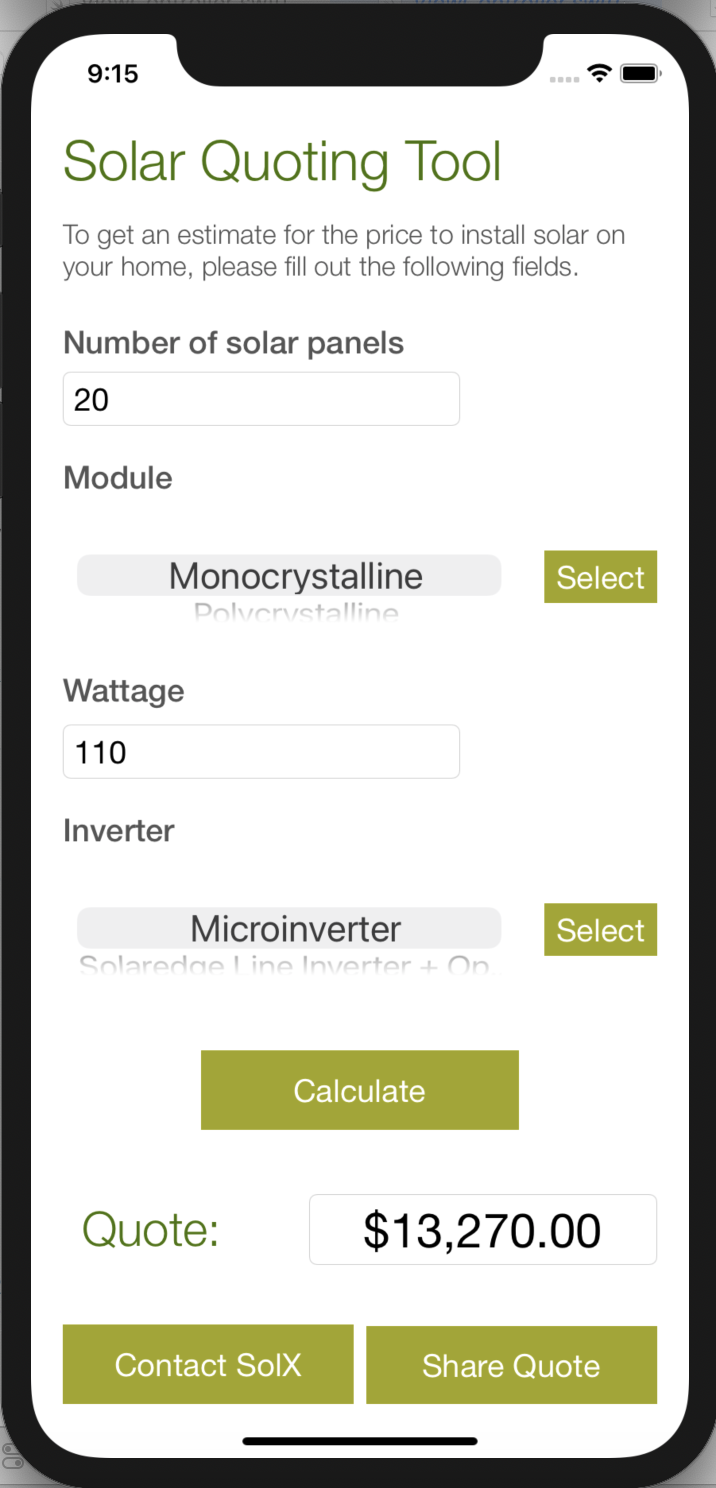 9:15
Solar Quoting Tool
To get an estimate for the price to install solar on
your home, please fill out the following fields.
Number of solar panels
20
Module
Monocrystalline
Select
Polycrystalline
Wattage
110
Inverter
Microinverter
Select
Solaredge Line Inverter + Op..
Calculate
Quote:
$13,270.00
Contact SolX
Share Quote